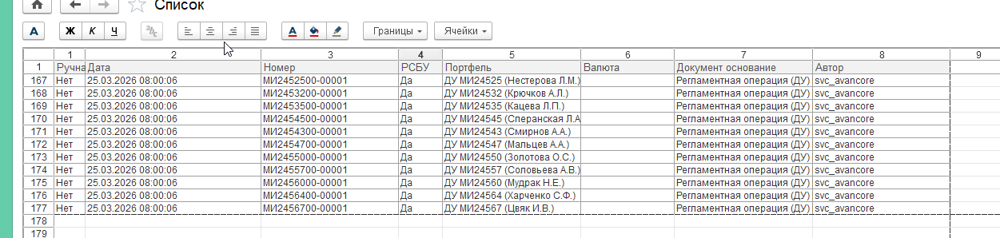 Список
А Ж К Ч abc А Границы Ячейки
1 2 3 4 5 6 7 8 9
1 Ручна Дата Номер РСБУ Портфель Валюта Документ основание Автор
167 Нет 25.03.2026 08:00:06 МИ2452500-00001 Да ДУ МИ24525 (Нестерова Л.М.) Регламентная операция (ДУ) svc_avancore
168 Нет 25.03.2026 08:00:06 МИ2453200-00001 Да ДУ МИ24532 (Крючков А.Л.) Регламентная операция (ДУ) svc_avancore
169 Нет 25.03.2026 08:00:06 МИ2453500-00001 Да ДУ МИ24535 (Кацева Л.П.) Регламентная операция (ДУ) svc_avancore
170 Нет 25.03.2026 08:00:06 МИ2454500-00001 Да ДУ МИ24545 (Сперанская Л.А Регламентная операция (ДУ) svc_avancore
171 Нет 25.03.2026 08:00:06 МИ2454300-00001 Да ДУ МИ24543 (Смирнов А.А.) Регламентная операция (ДУ) svc_avancore
172 Нет 25.03.2026 08:00:06 МИ2454700-00001 Да ДУ МИ24547 (Мальцев А.А.) Регламентная операция (ДУ) svc_avancore
173 Нет 25.03.2026 08:00:06 МИ2455000-00001 Да ДУ МИ24550 (Золотова О.С.) Регламентная операция (ДУ) svc_avancore
174 Нет 25.03.2026 08:00:06 МИ2455700-00001 Да ДУ МИ24557 (Соловьева А.В.) Регламентная операция (ДУ) svc_avancore
175 Нет 25.03.2026 08:00:06 МИ2456000-00001 Да ДУ МИ24560 (Мудрак Н.Е.) Регламентная операция (ДУ) svc_avancore
176 Нет 25.03.2026 08:00:06 МИ2456400-00001 Да ДУ МИ24564 (Харченко С.Ф.) Регламентная операция (ДУ) svc_avancore
177 Нет 25.03.2026 08:00:06 МИ2456700-00001 Да ДУ МИ24567 (Цвяк И.В.) Регламентная операция (ДУ) svc_avancore
178
179